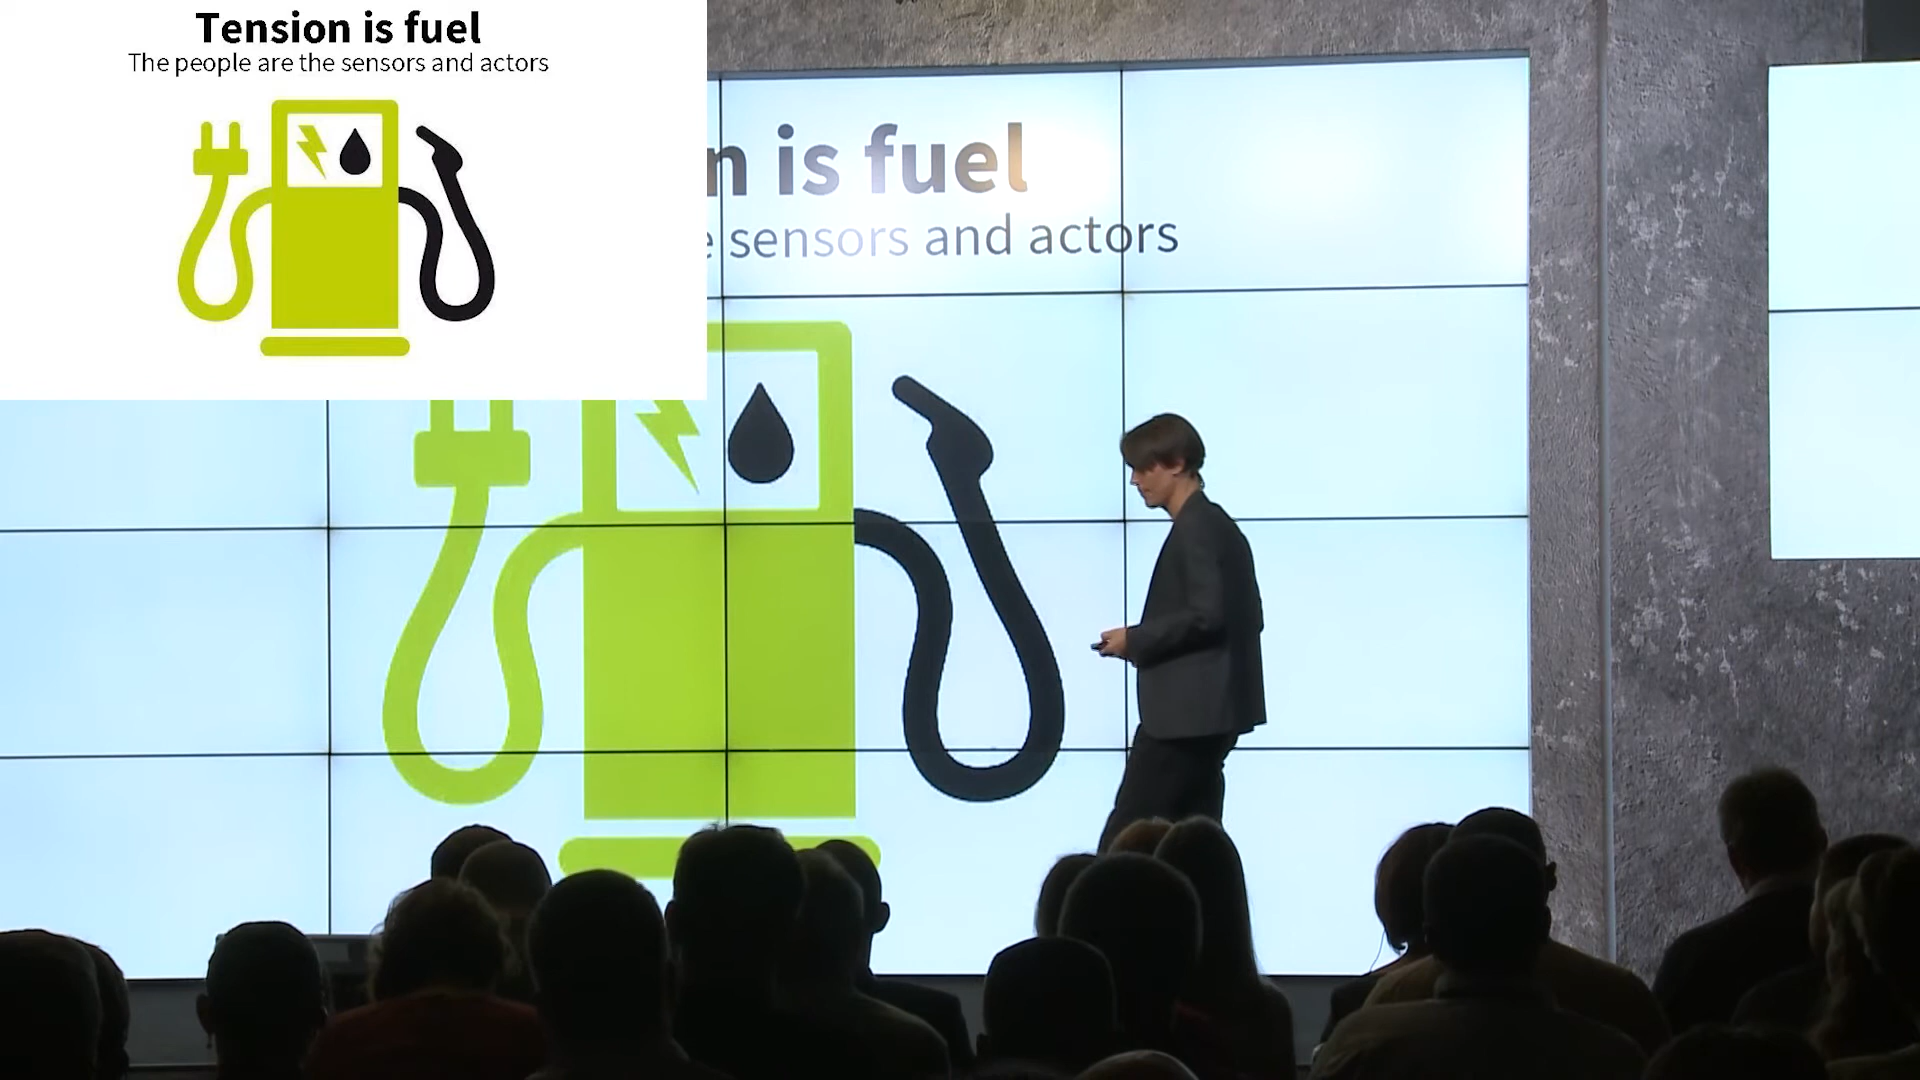 Tension is fuel
The people are the sensors and actors
n is fuel
e sensors and actors